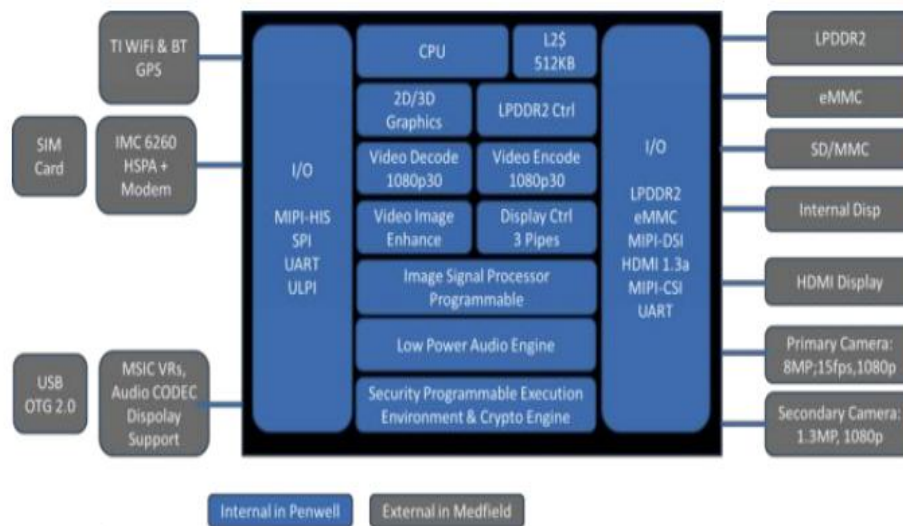 TI WiFi & BT
GPS
SIM
Card
IMC 6260
HSPA +
Modem
USB
OTG 2.0
MSIC VRs,
Audio CODEC
Dispolay
Support
I/O
MIPI-HIS
SPI
UART
ULPI
CPU
L2$
512KB
2D/3D
Graphics
LPDDR2 Ctrl
Video Decode
1080p30
Video Encode
1080p30
Video Image
Enhance
Display Ctrl
3 Pipes
Image Signal Processor
Programmable
Low Power Audio Engine
Security Programmable Execution
Environment & Crypto Engine
I/O
LPDDR2
eMMC
MIPI-DSI
HDMI 1.3a
MIPI-CSI
UART
LPDDR2
eMMC
SD/MMC
Internal Disp
HDMI Display
Primary Camera:
8MP;15fps,1080p
Secondary Camera:
1.3MP, 1080p
Internal in Penwell
External in Medfield